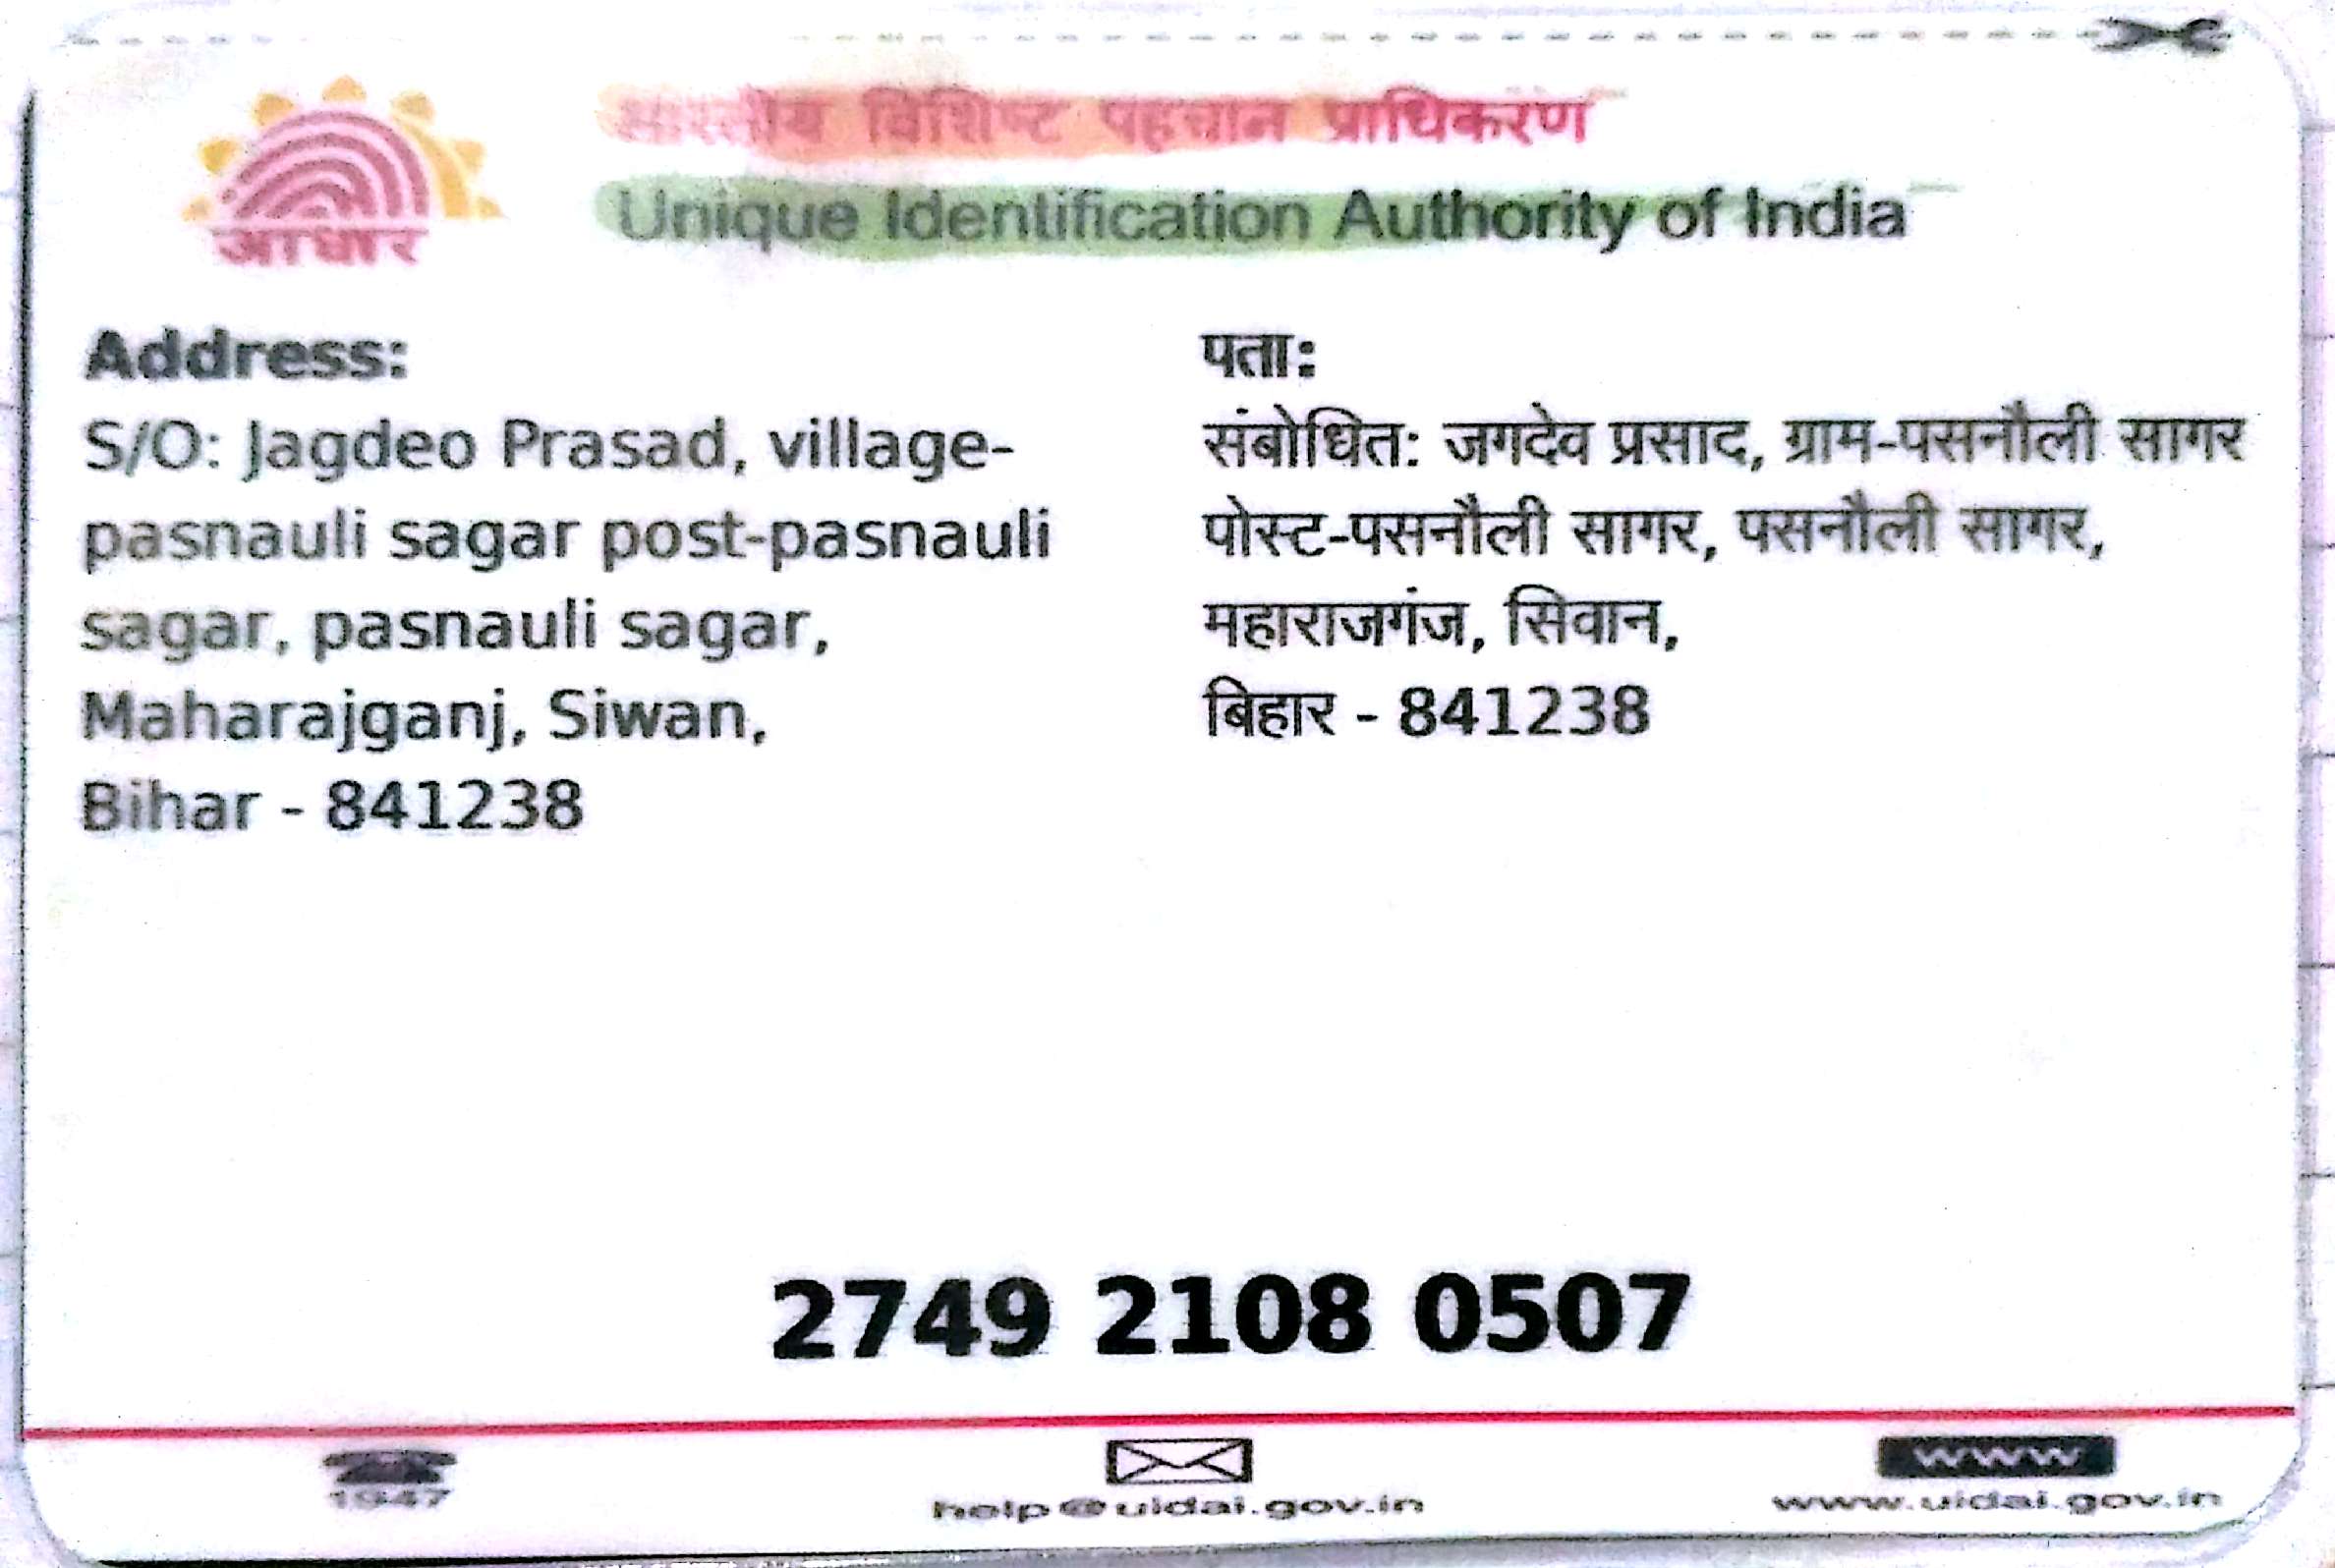 भारतीय विशिष्ट पहचान प्राधिकरण
Unique Identification Authority of India
आधार
Address:
S/O: Jagdeo Prasad, village-
pasnauli sagar post-pasnauli
sagar, pasnauli sagar,
Maharajganj, Siwan,
Bihar - 841238
पता:
संबोधित: जगदेव प्रसाद, ग्राम-पसनौली सागर
पोस्ट-पसनौली सागर, पसनौली सागर,
महाराजगंज, सिवान,
बिहार - 841238
2749 2108 0507
1947
help@uidai.gov.in
www
www.uidai.gov.in